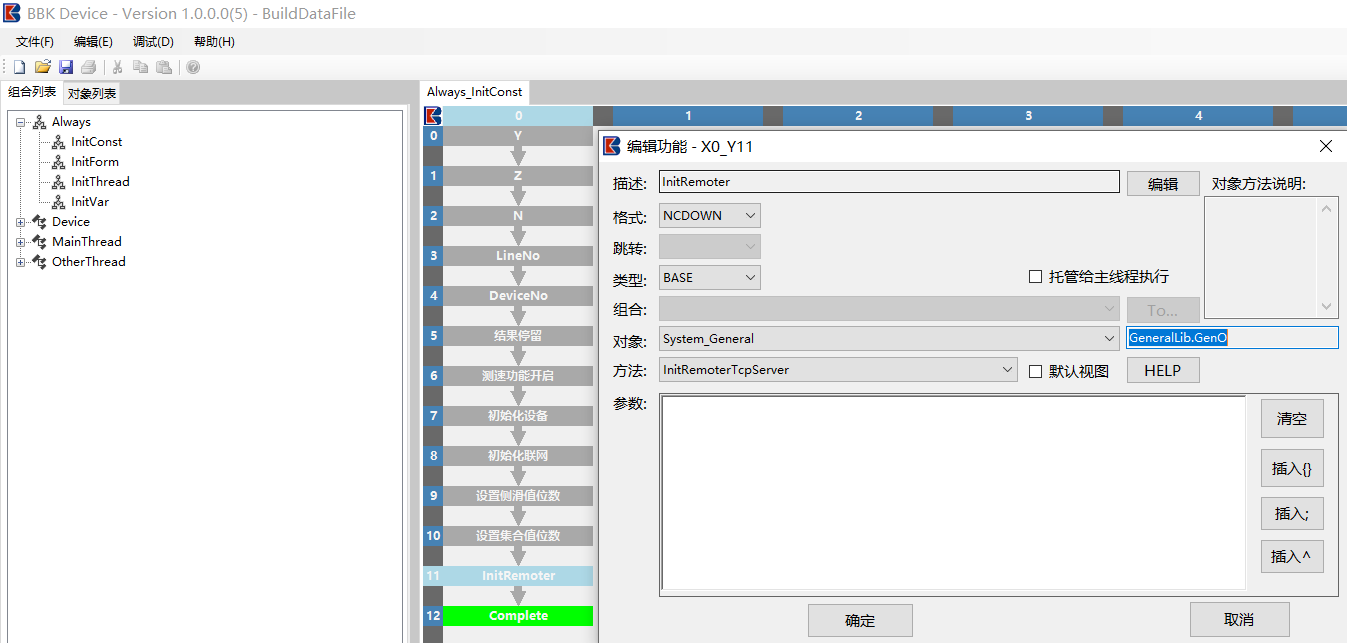 BBK Device - Version 1.0.0.0(5) - BuildDataFile
文件(F) 编辑(E) 调试(D) 帮助(H)
组合列表 对象列表
Always
InitConst
InitForm
InitThread
InitVar
Device
MainThread
OtherThread
Always_InitConst
0 1 2 3 4
0 Y
1 Z
2 N
3 LineNo
4 DeviceNo
5 结果停留
6 测速功能开启
7 初始化设备
8 初始化联网
9 设置侧滑值位数
10 设置集合值位数
11 InitRemoter
12 Complete
编辑功能 - X0_Y11
描述: InitRemoter 编辑 对象方法说明:
格式: NCDOWN
跳转:
类型: BASE 托管给主线程执行
组合: To...
对象: System_General GeneralLib.GenO
方法: InitRemoterTcpServer 默认视图 HELP
参数:
清空
插入{}
插入;
插入^
确定 取消